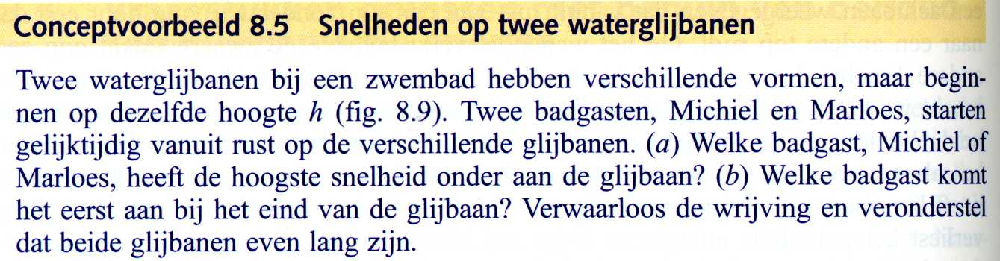 Conceptvoorbeeld 8.5 Snelheden op twee waterglijbanen
Twee waterglijbanen bij een zwembad hebben verschillende vormen, maar begin-
nen op dezelfde hoogte h (fig. 8.9). Twee badgasten, Michiel en Marloes, starten
gelijktijdig vanuit rust op de verschillende glijbanen. (a) Welke badgast, Michiel of
Marloes, heeft de hoogste snelheid onder aan de glijbaan? (b) Welke badgast komt
het eerst aan bij het eind van de glijbaan? Verwaarloos de wrijving en veronderstel
dat beide glijbanen even lang zijn.